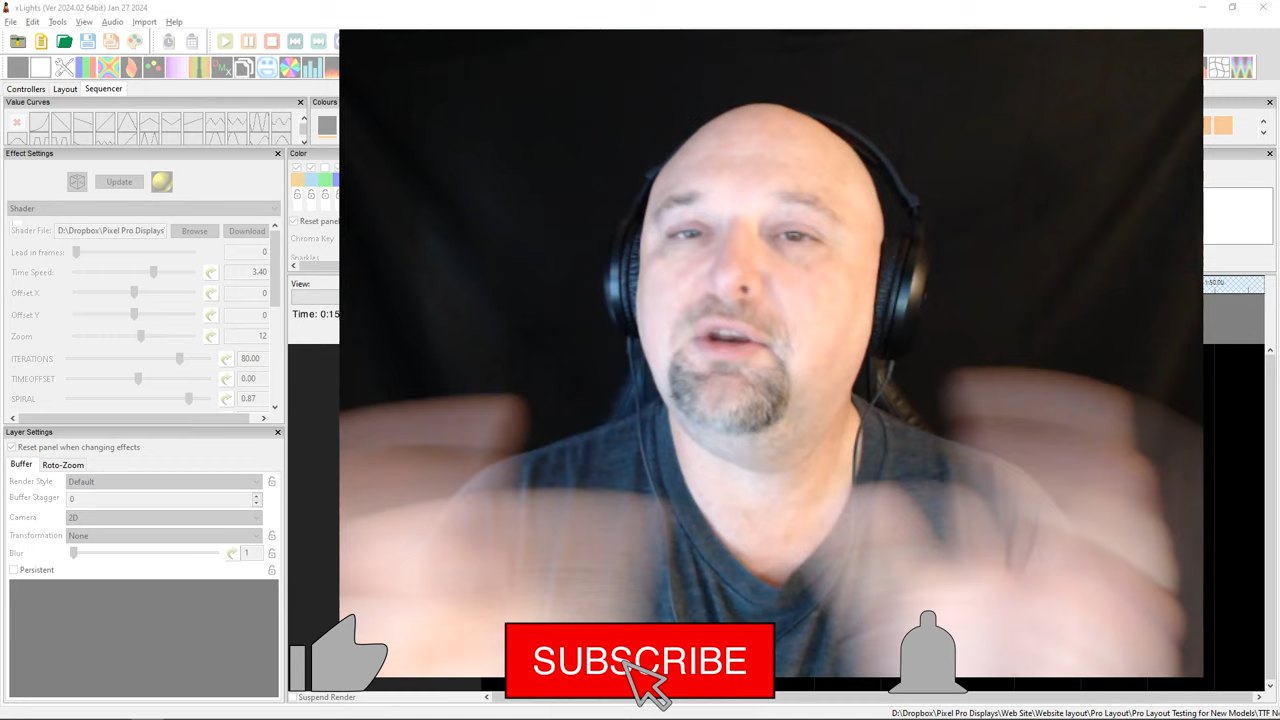 xLights (Ver 2024.02 64bit) Jan 27 2024
File Edit Tools View Audio Import Help
Controllers Layout Sequencer
Value Curves
Colours
Effect Settings
Color
Update
Shader
Shader File: D:\Dropbox\Pixel Pro Displays Browse Download
Reset pane
Lead in frames: 0
Chroma Key
Sparkles
Time Speed: 3.40
Offset X 0
View:
Offset Y 0
Time: 0:15
1:50.00
Zoom 12
ITERATIONS 80.00
TIMEOFFSET 0.00
SPIRAL 0.87
Layer Settings
Reset panel when changing effects
Buffer Roto-Zoom
Render Style Default
Buffer Stagger 0
Camera 2D
Transformation None
Blur 1
Persistent
SUBSCRIBE
Suspend Render
D:\Dropbox\Pixel Pro Displays\Web Site\Website layout\Pro Layout\Pro Layout Testing for New Models\TTF N